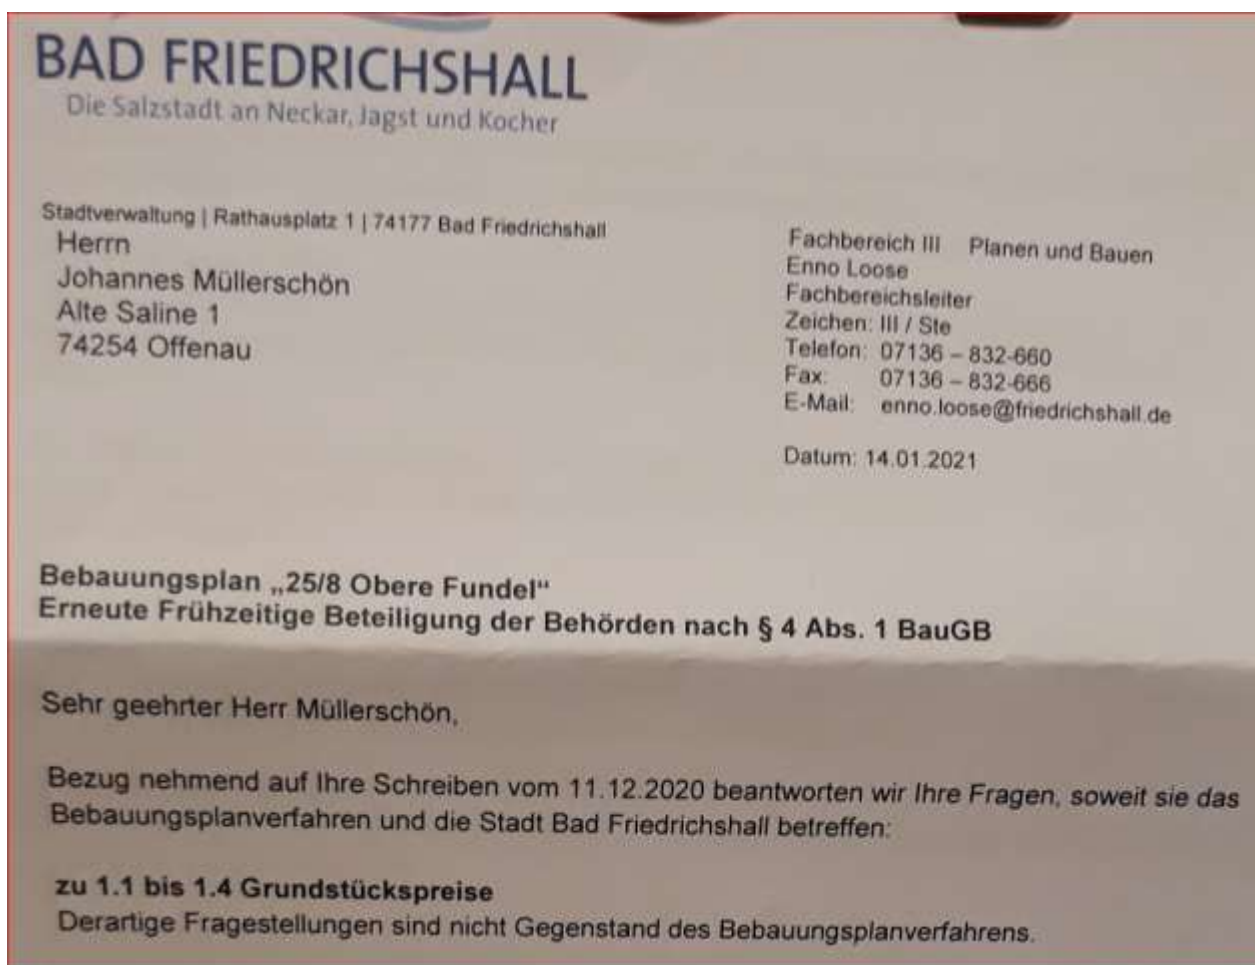 BAD FRIEDRICHSHALL
Die Salzstadt an Neckar, Jagst und Kocher
Stadtverwaltung | Rathausplatz 1 | 74177 Bad Friedrichshall
Herrn
Johannes Müllerschön
Alte Saline 1
74254 Offenau
Fachbereich III Planen und Bauen
Enno Loose
Fachbereichsleiter
Zeichen: III / Ste
Telefon: 07136 – 832-660
Fax: 07136 – 832-666
E-Mail: enno.loose@friedrichshall.de
Datum: 14.01.2021
Bebauungsplan „25/8 Obere Fundel“
Erneute Frühzeitige Beteiligung der Behörden nach § 4 Abs. 1 BauGB
Sehr geehrter Herr Müllerschön,
Bezug nehmend auf Ihre Schreiben vom 11.12.2020 beantworten wir Ihre Fragen, soweit sie das
Bebauungsplanverfahren und die Stadt Bad Friedrichshall betreffen:
zu 1.1 bis 1.4 Grundstückspreise
Derartige Fragestellungen sind nicht Gegenstand des Bebauungsplanverfahrens.